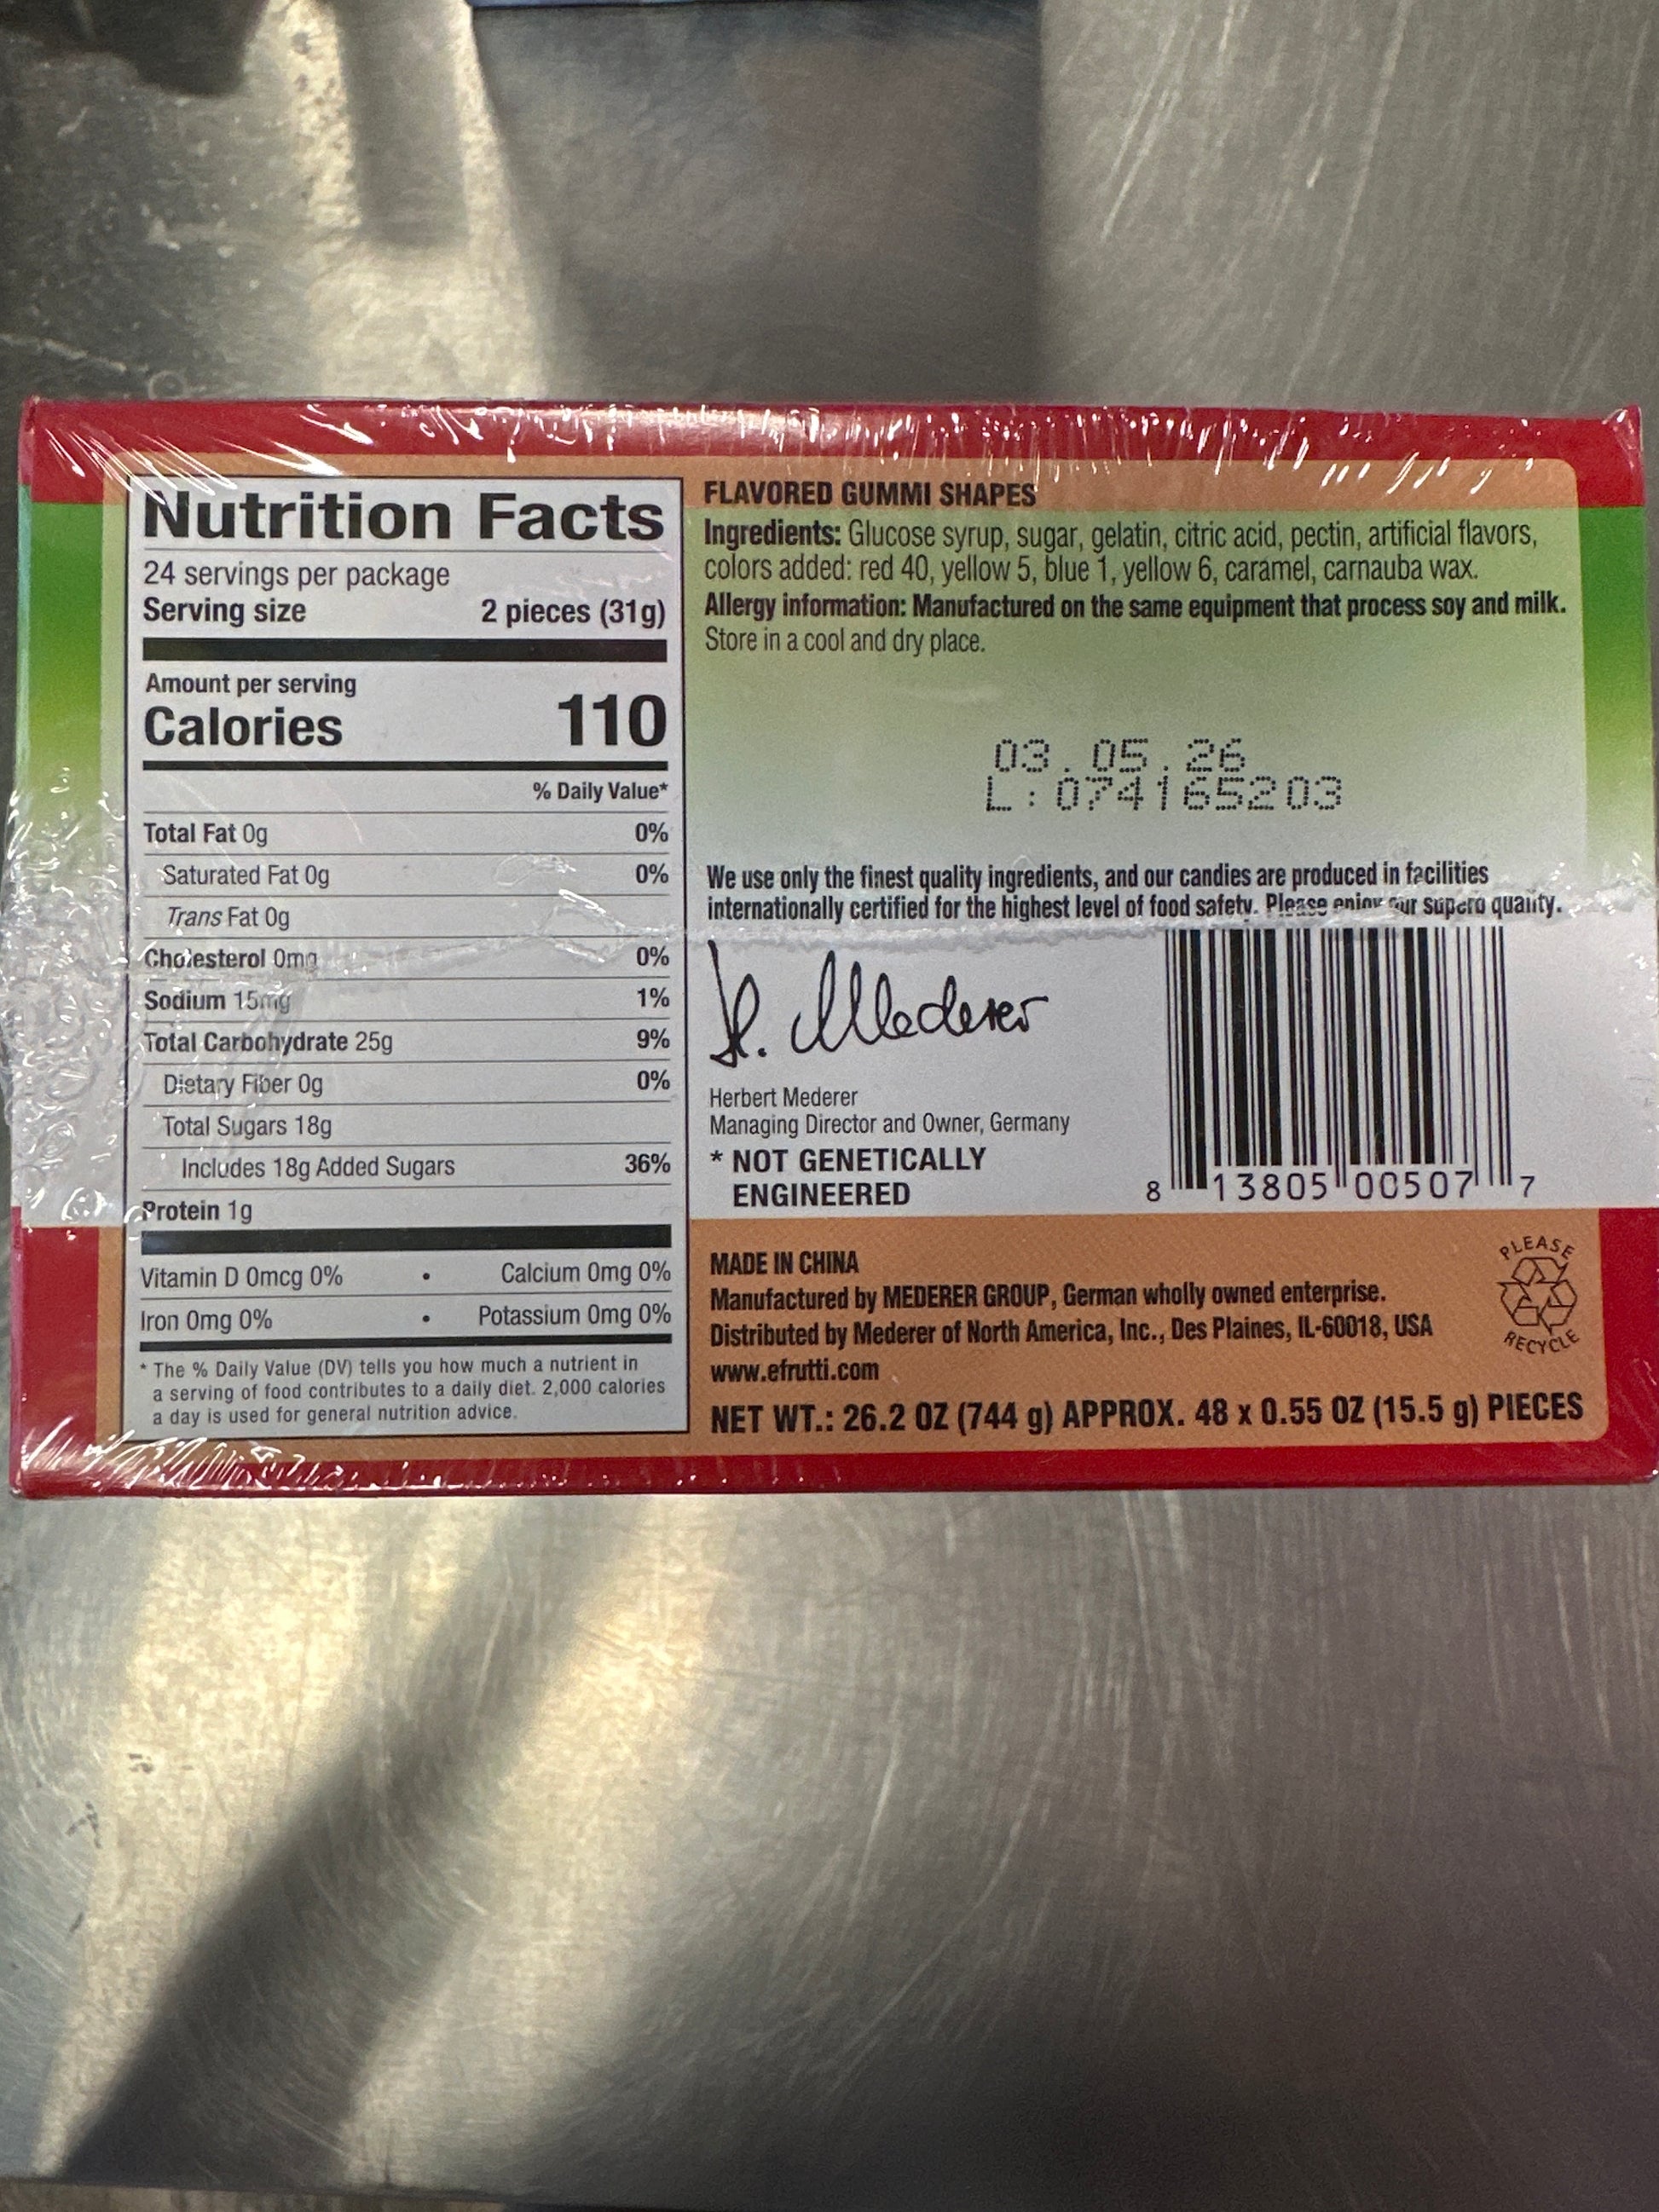 Nutrition Facts
24 servings per package
Serving size 2 pieces (31g)
Amount per serving
Calories 110
% Daily Value*
Total Fat 0g 0%
Saturated Fat 0g 0%
Trans Fat 0g
Cholesterol 0mg 0%
Sodium 15mg 1%
Total Carbohydrate 25g 9%
Dietary Fiber 0g 0%
Total Sugars 18g
Includes 18g Added Sugars 36%
Protein 1g
Vitamin D 0mcg 0% • Calcium 0mg 0%
Iron 0mg 0% • Potassium 0mg 0%
* The % Daily Value (DV) tells you how much a nutrient in
a serving of food contributes to a daily diet. 2,000 calories
a day is used for general nutrition advice.
FLAVORED GUMMI SHAPES
Ingredients: Glucose syrup, sugar, gelatin, citric acid, pectin, artificial flavors,
colors added: red 40, yellow 5, blue 1, yellow 6, caramel, carnauba wax.
Allergy information: Manufactured on the same equipment that process soy and milk.
Store in a cool and dry place.
03.05.26
L:074165203
We use only the finest quality ingredients, and our candies are produced in facilities
internationally certified for the highest level of food safety. Please enjoy our superb quality.
H. Mederer
Herbert Mederer
Managing Director and Owner, Germany
* NOT GENETICALLY
ENGINEERED
8 13805 00507 7
MADE IN CHINA
Manufactured by MEDERER GROUP, German wholly owned enterprise.
Distributed by Mederer of North America, Inc., Des Plaines, IL-60018, USA
www.efrutti.com
NET WT.: 26.2 OZ (744 g) APPROX. 48 x 0.55 OZ (15.5 g) PIECES
PLEASE
RECYCLE